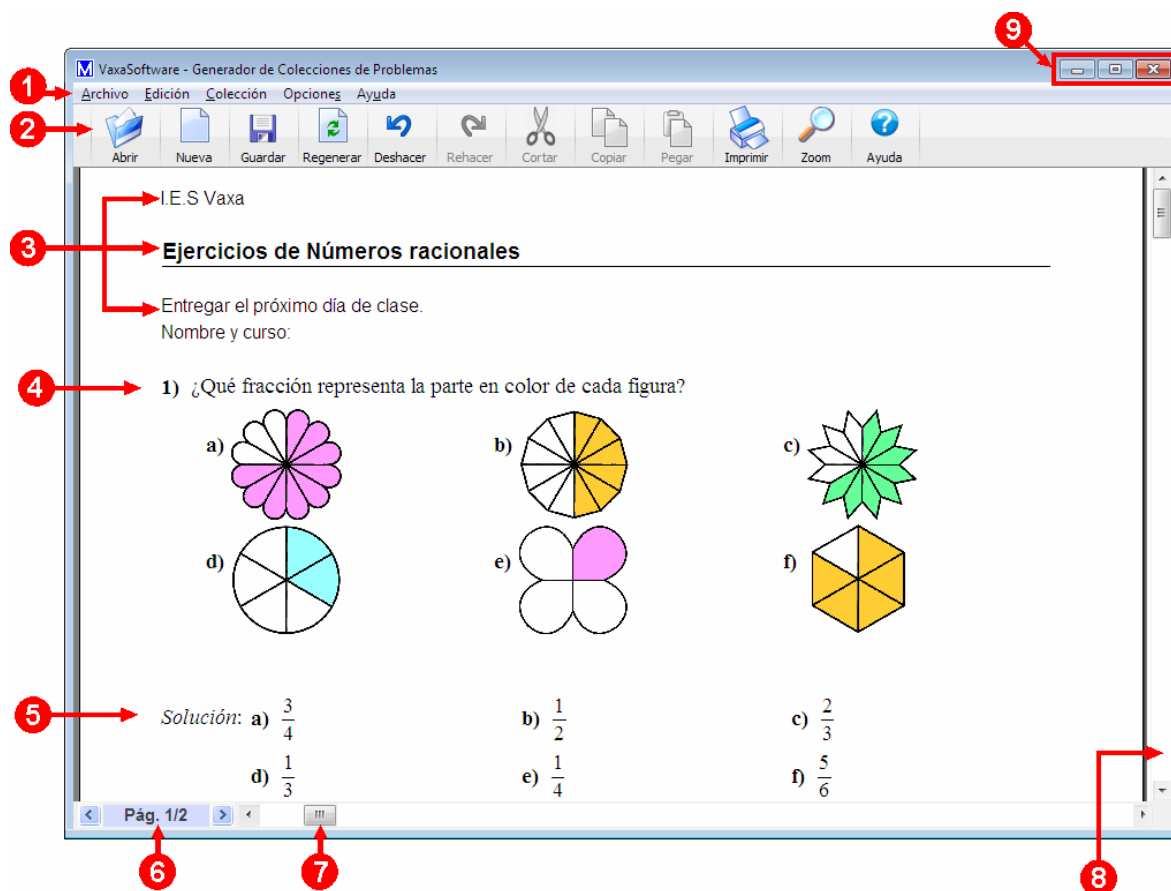 9
VaxaSoftware - Generador de Colecciones de Problemas
1
Archivo Edición Colección Opciones Ayuda
2
Abrir Nueva Guardar Regenerar Deshacer Rehacer Cortar Copiar Pegar Imprimir Zoom Ayuda
I.E.S Vaxa
3
Ejercicios de Números racionales
Entregar el próximo día de clase.
Nombre y curso:
4
1) ¿Qué fracción representa la parte en color de cada figura?
a) b) c)
d) e) f)
5
Solución: a) 3/4 b) 1/2 c) 2/3
d) 1/3 e) 1/4 f) 5/6
Pág. 1/2
6 7 8